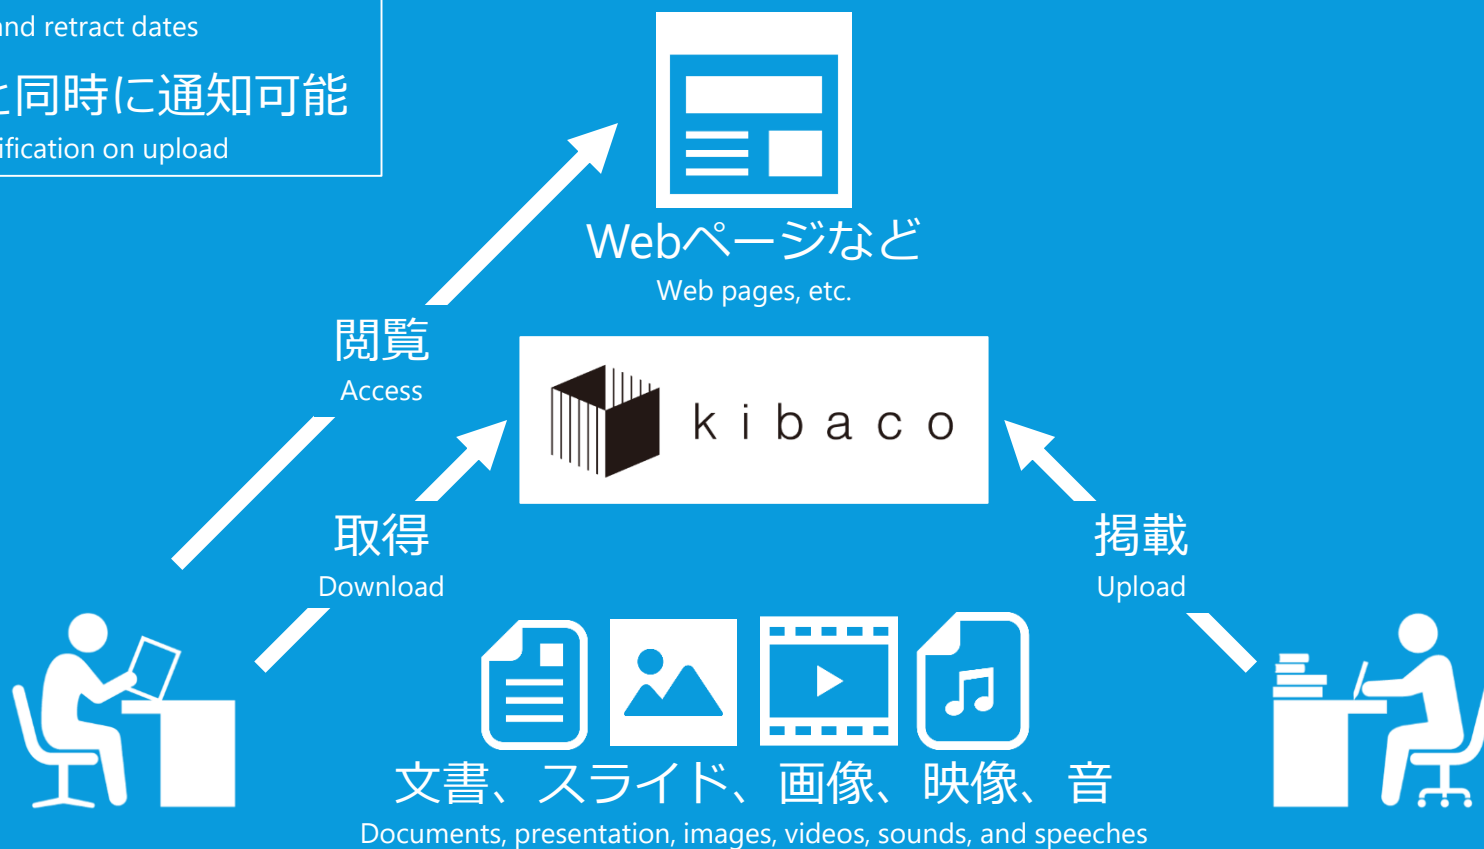 and retract dates
と同時に通知可能
ification on upload
Webページなど
Web pages, etc.
閲覧
Access
kibaco
取得
Download
掲載
Upload
文書、スライド、画像、映像、音
Documents, presentation, images, videos, sounds, and speeches